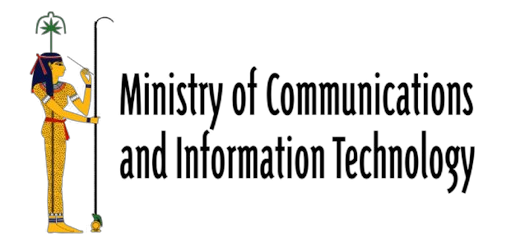 Ministry of Communications
and Information Technology